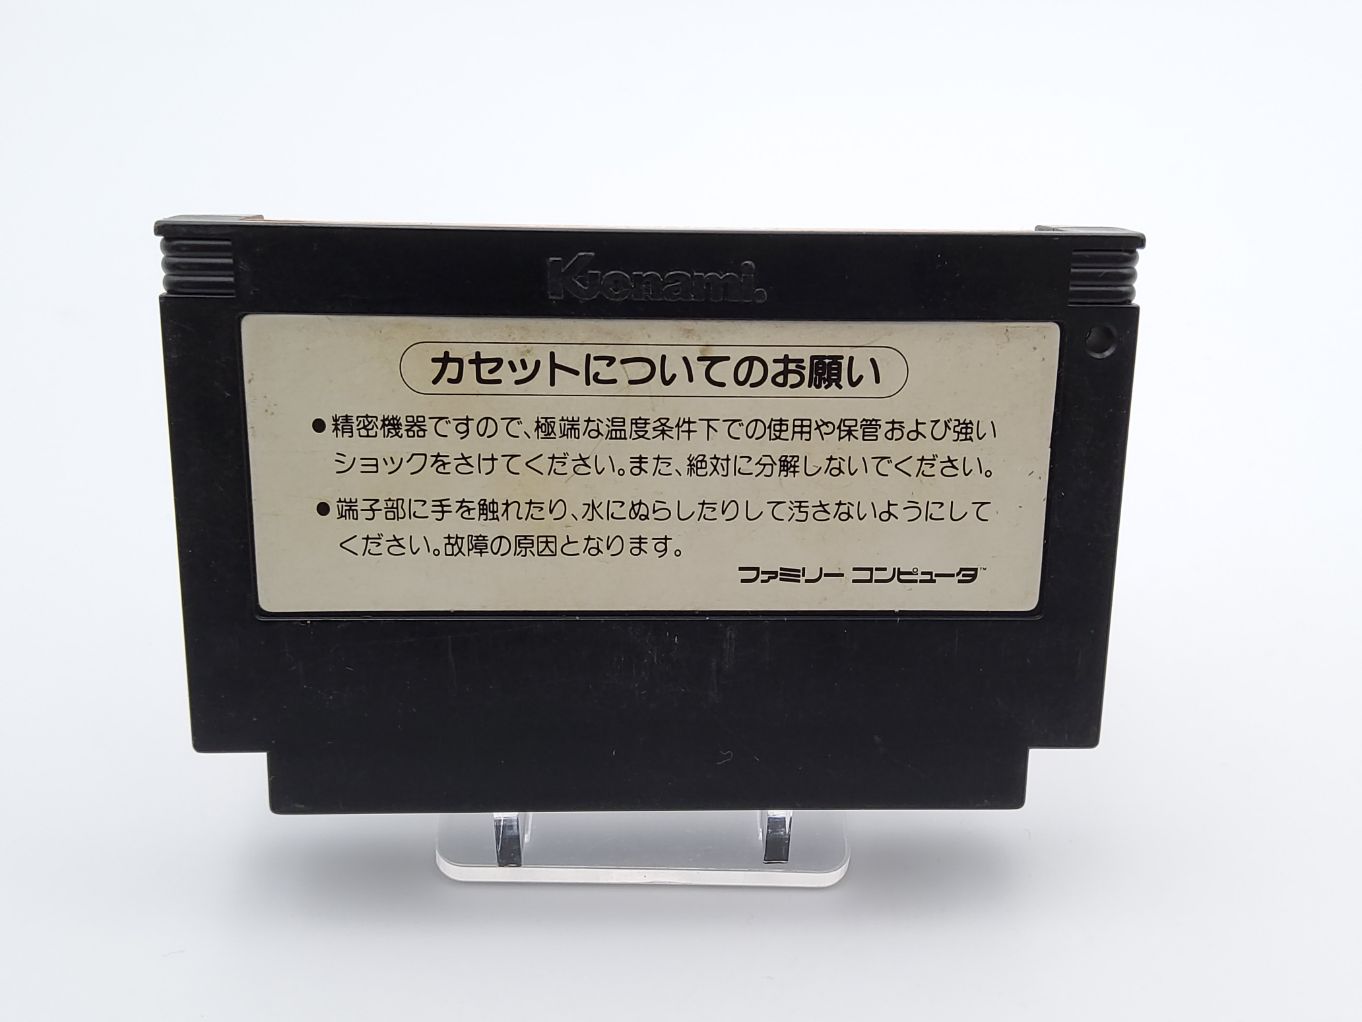 Konami.
カセットについてのお願い
●精密機器ですので、極端な温度条件下での使用や保管および強い
ショックをさけてください。また、絶対に分解しないでください。
●端子部に手を触れたり、水にぬらしたりして汚さないようにして
ください。故障の原因となります。
ファミリー コンピュータ™